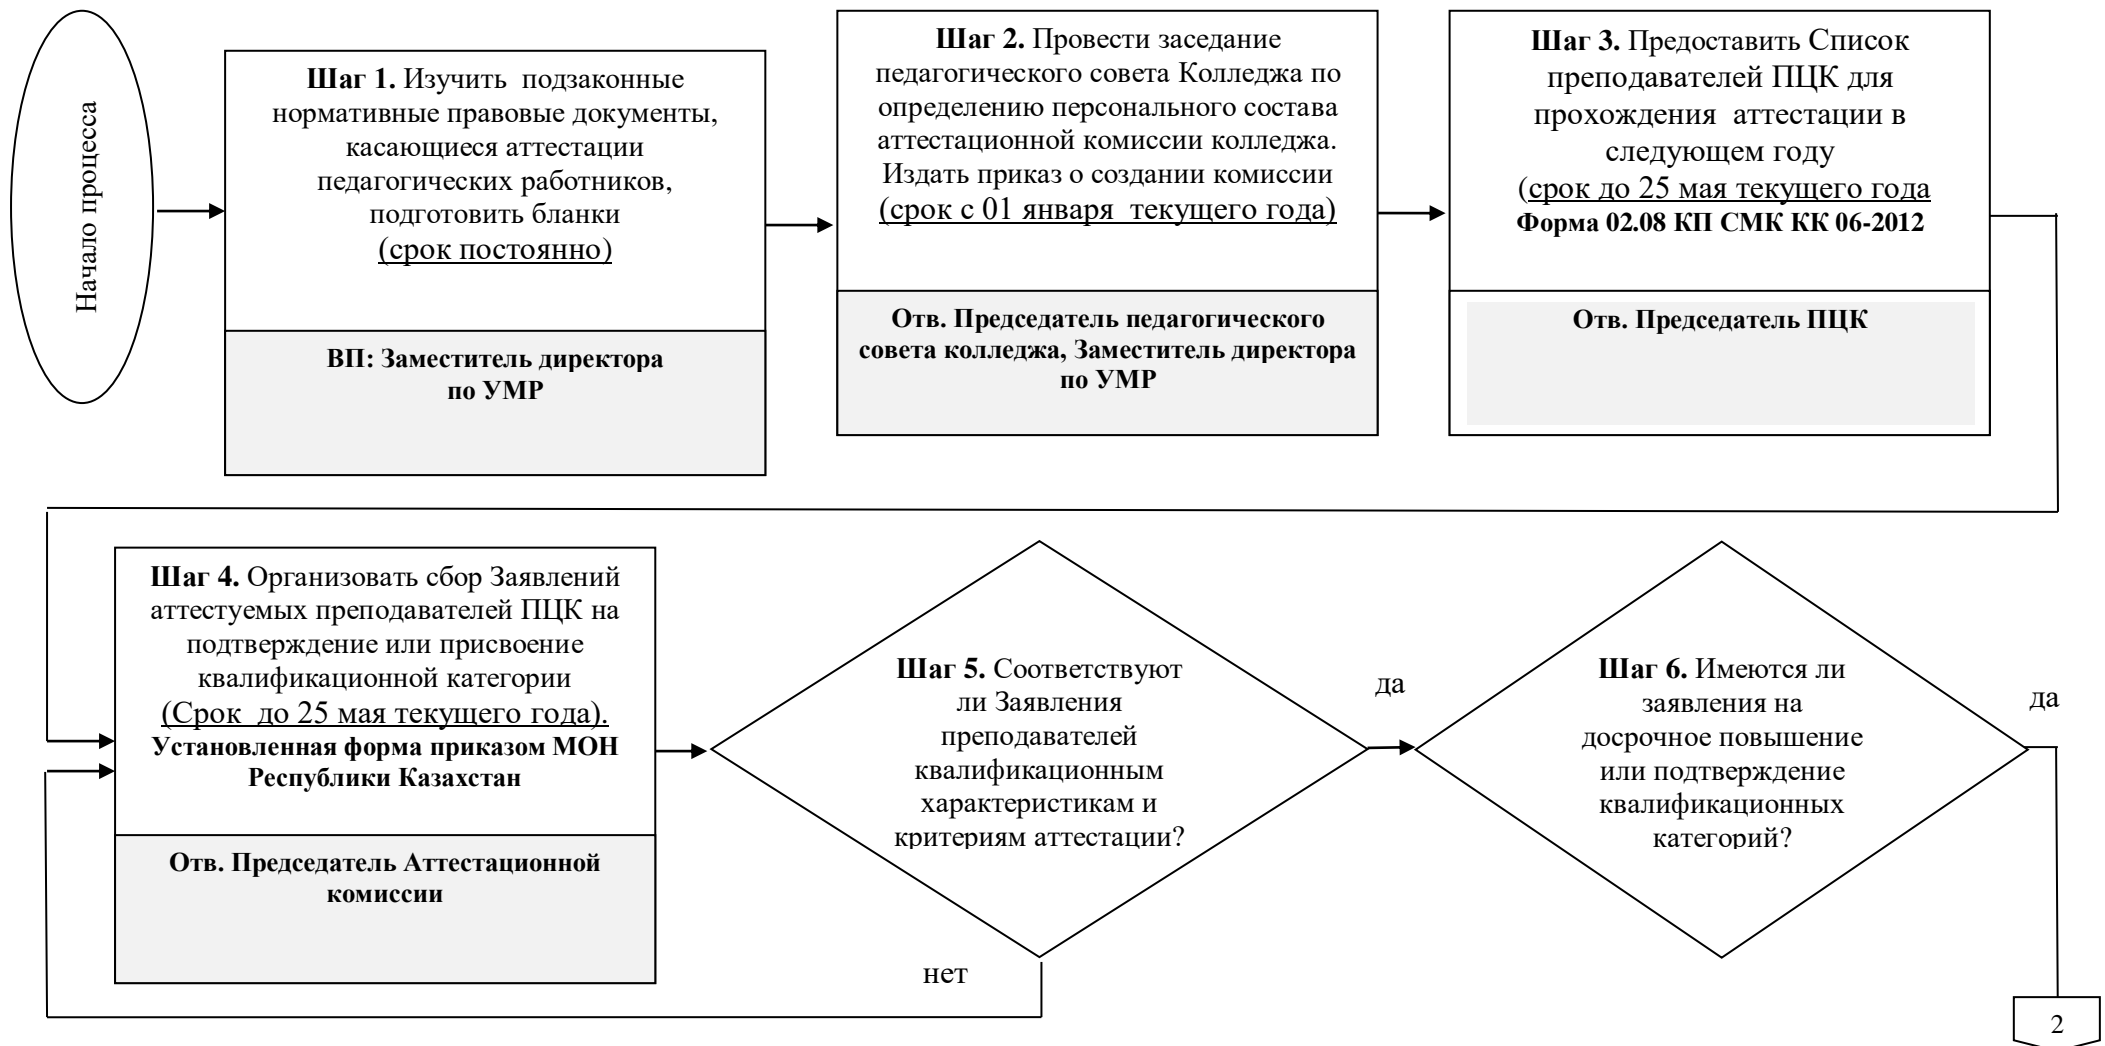 Начало процесса
Шаг 1. Изучить подзаконные
нормативные правовые документы,
касающиеся аттестации
педагогических работников,
подготовить бланки
(срок постоянно)
ВП: Заместитель директора
по УМР
Шаг 2. Провести заседание
педагогического совета Колледжа по
определению персонального состава
аттестационной комиссии колледжа.
Издать приказ о создании комиссии
(срок с 01 января текущего года)
Отв. Председатель педагогического
совета колледжа, Заместитель директора
по УМР
Шаг 3. Предоставить Список
преподавателей ПЦК для
прохождения аттестации в
следующем году
(срок до 25 мая текущего года
Форма 02.08 КП СМК КК 06-2012
Отв. Председатель ПЦК
Шаг 4. Организовать сбор Заявлений
аттестуемых преподавателей ПЦК на
подтверждение или присвоение
квалификационной категории
(Срок до 25 мая текущего года).
Установленная форма приказом МОН
Республики Казахстан
Отв. Председатель Аттестационной
комиссии
Шаг 5. Соответствуют
ли Заявления
преподавателей
квалификационным
характеристикам и
критериям аттестации?
да
нет
Шаг 6. Имеются ли
заявления на
досрочное повышение
или подтверждение
квалификационных
категорий?
да
2